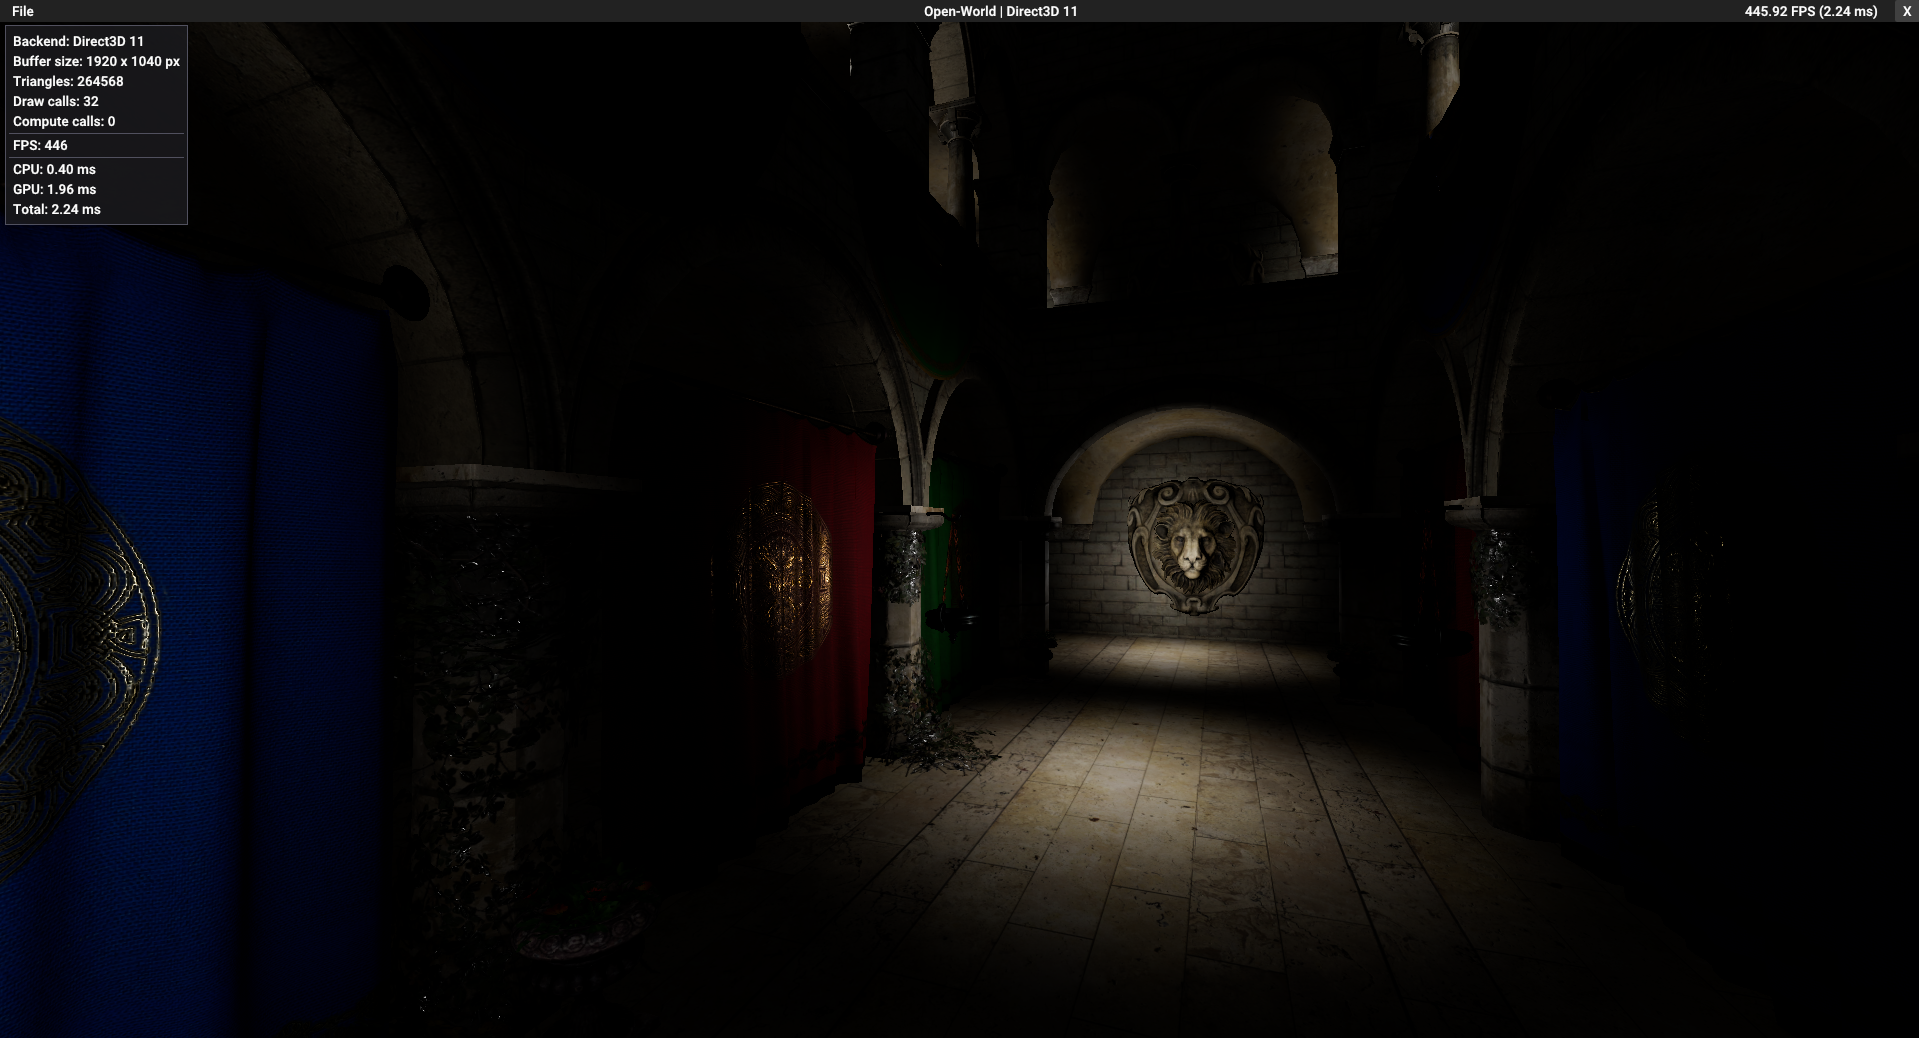 File
Open-World | Direct3D 11
445.92 FPS (2.24 ms)
X
Backend: Direct3D 11
Buffer size: 1920 x 1040 px
Triangles: 264568
Draw calls: 32
Compute calls: 0
FPS: 446
CPU: 0.40 ms
GPU: 1.96 ms
Total: 2.24 ms